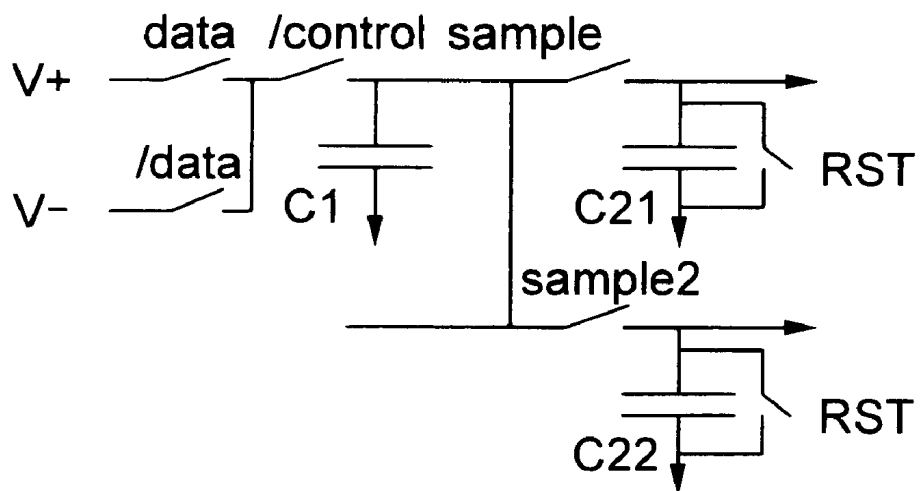 data /control sample
V+
/data
V−
C1
C21
RST
sample2
C22
RST